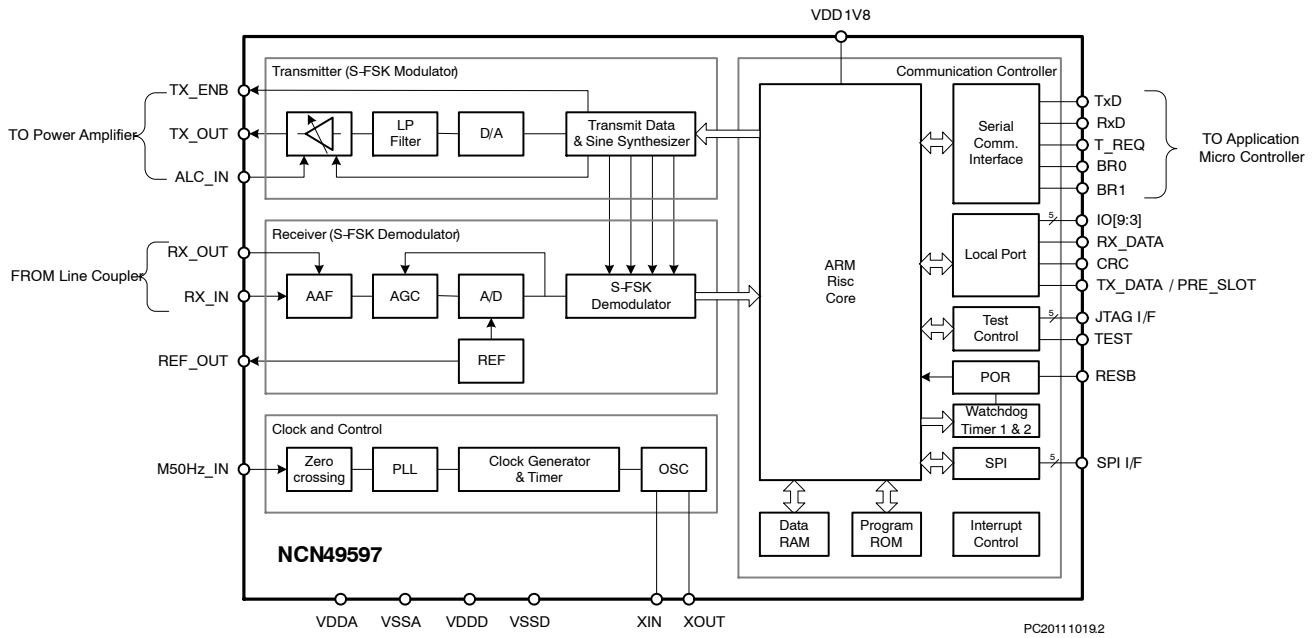 VDD1V8
Transmitter (S-FSK Modulator)
Communication Controller
TX_ENB
TO Power Amplifier
TX_OUT
ALC_IN
LP
Filter
D/A
Transmit Data
& Sine Synthesizer
Serial
Comm.
Interface
TxD
RxD
T_REQ
BR0
BR1
TO Application
Micro Controller
Receiver (S-FSK Demodulator)
RX_OUT
FROM Line Coupler
RX_IN
REF_OUT
AAF
AGC
A/D
S-FSK
Demodulator
REF
ARM
Risc
Core
Local Port
5
IO[9:3]
RX_DATA
CRC
TX_DATA / PRE_SLOT
Test
Control
5
JTAG I/F
TEST
POR
RESB
Watchdog
Timer 1 & 2
SPI
5
SPI I/F
Clock and Control
M50Hz_IN
Zero
crossing
PLL
Clock Generator
& Timer
OSC
Data
RAM
Program
ROM
Interrupt
Control
NCN49597
VDDA
VSSA
VDDD
VSSD
XIN
XOUT
PC20111019.2